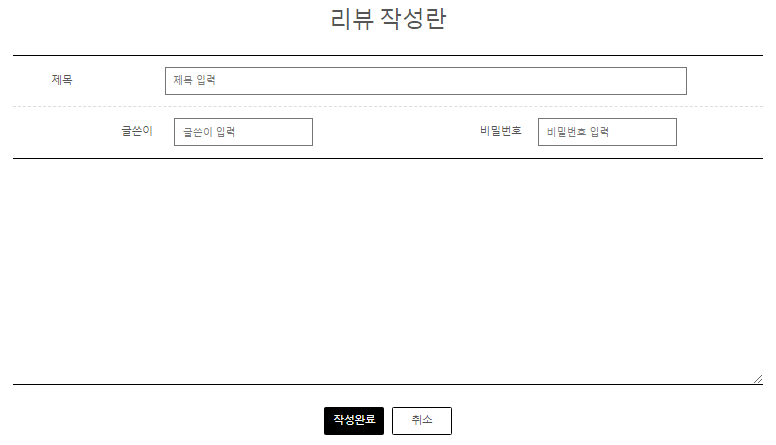 리뷰 작성란
제목 제목 입력
글쓴이 글쓴이 입력 비밀번호 비밀번호 입력
작성완료 취소